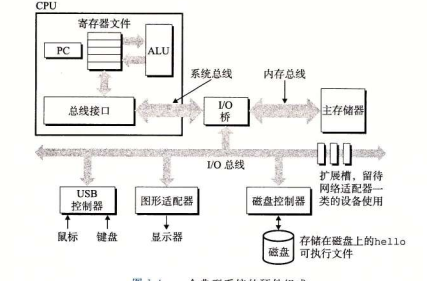 CPU
寄存器文件
PC
ALU
系统总线
内存总线
总线接口
I/O
桥
主存储器
I/O 总线
扩展槽，留待
网络适配器一
类的设备使用
USB
控制器
图形适配器
磁盘控制器
鼠标
键盘
显示器
磁盘
存储在磁盘上的hello
可执行文件